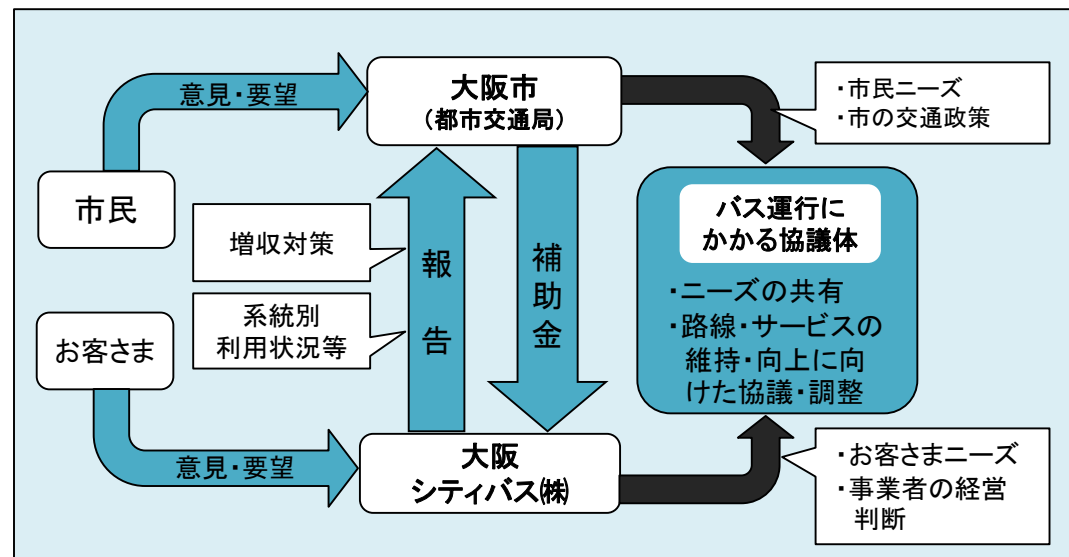 意見・要望
大阪市
（都市交通局）
・市民ニーズ
・市の交通政策
市民
増収対策
系統別
利用状況等
報告
補助金
バス運行に
かかる協議体
・ニーズの共有
・路線・サービスの
維持・向上に向
けた協議・調整
お客さま
意見・要望
大阪
シティバス㈱
・お客さまニーズ
・事業者の経営
判断